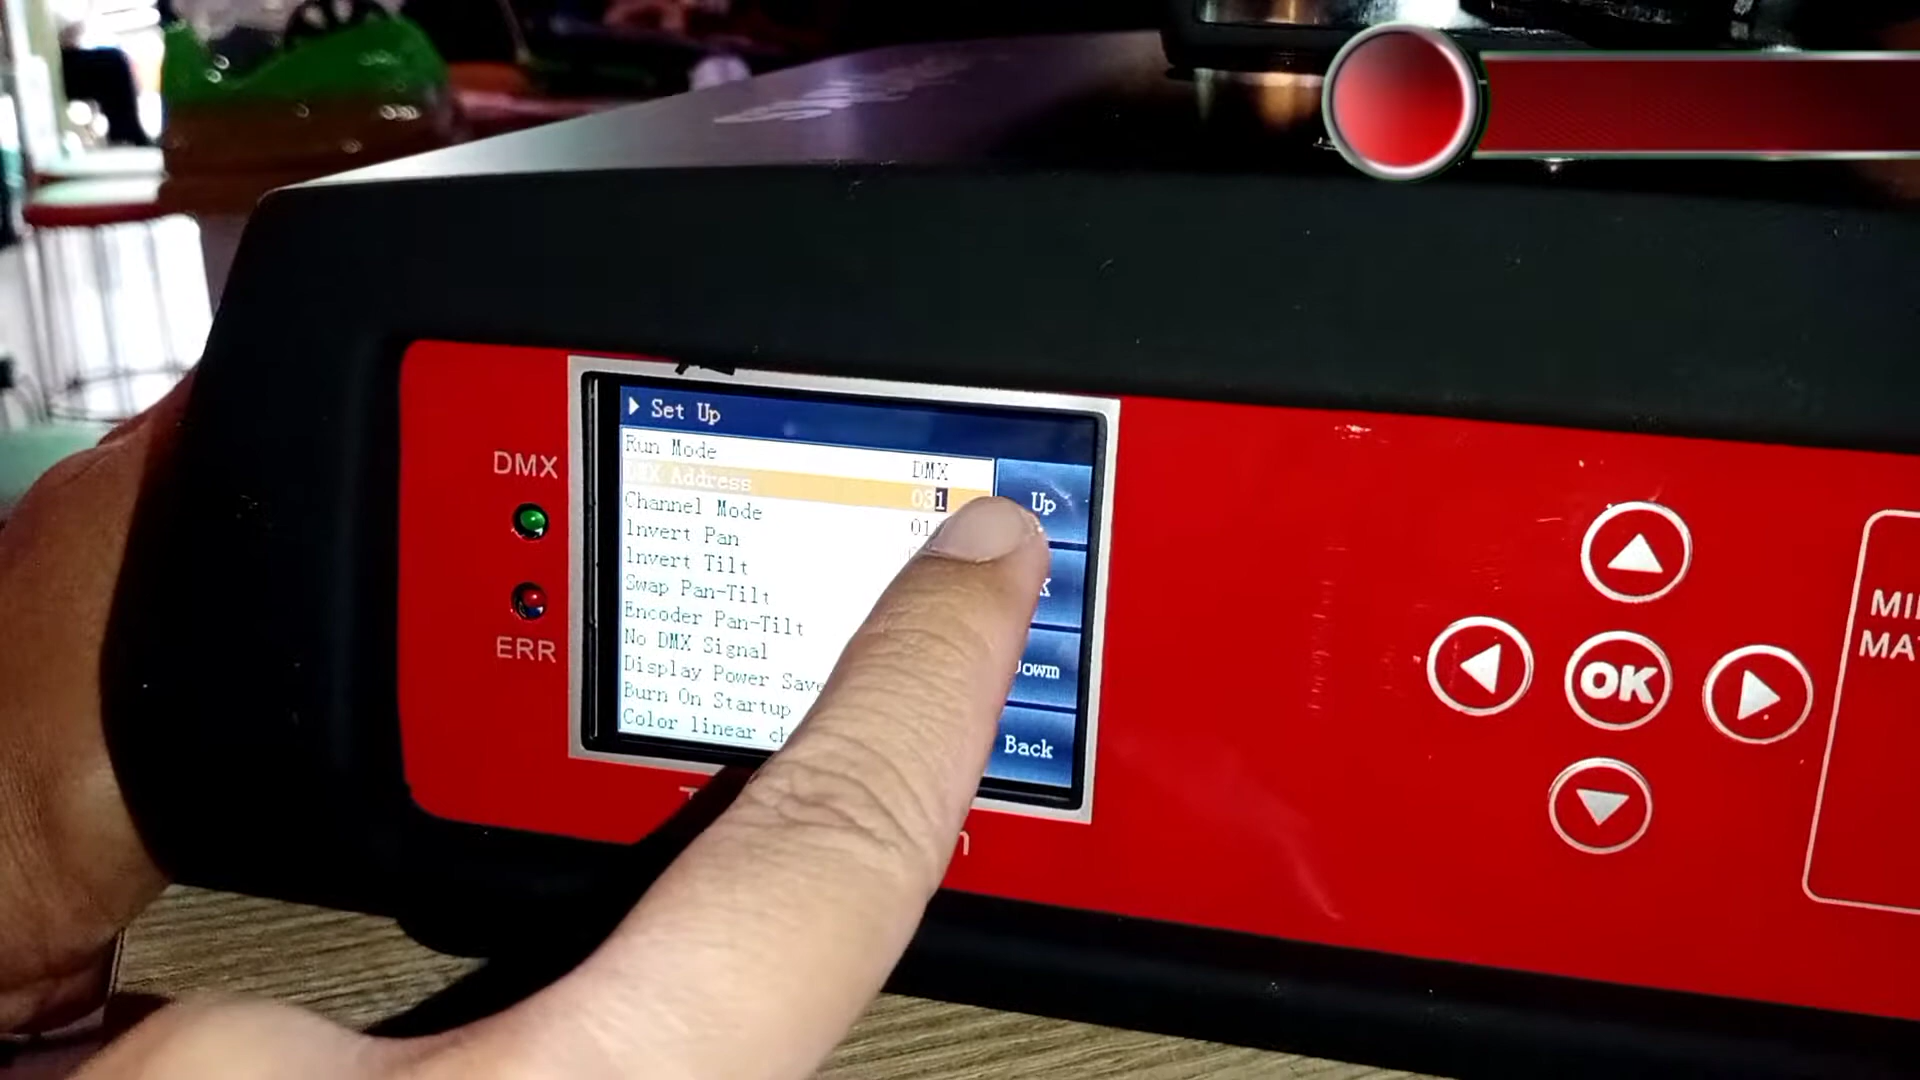 Set Up
Run Mode DMX
DMX Address 031
Channel Mode
Invert Pan
Invert Tilt
Swap Pan-Tilt
Encoder Pan-Tilt
No DMX Signal
Display Power Save
Burn On Startup
Color linear
Up
Back
DMX
ERR
OK